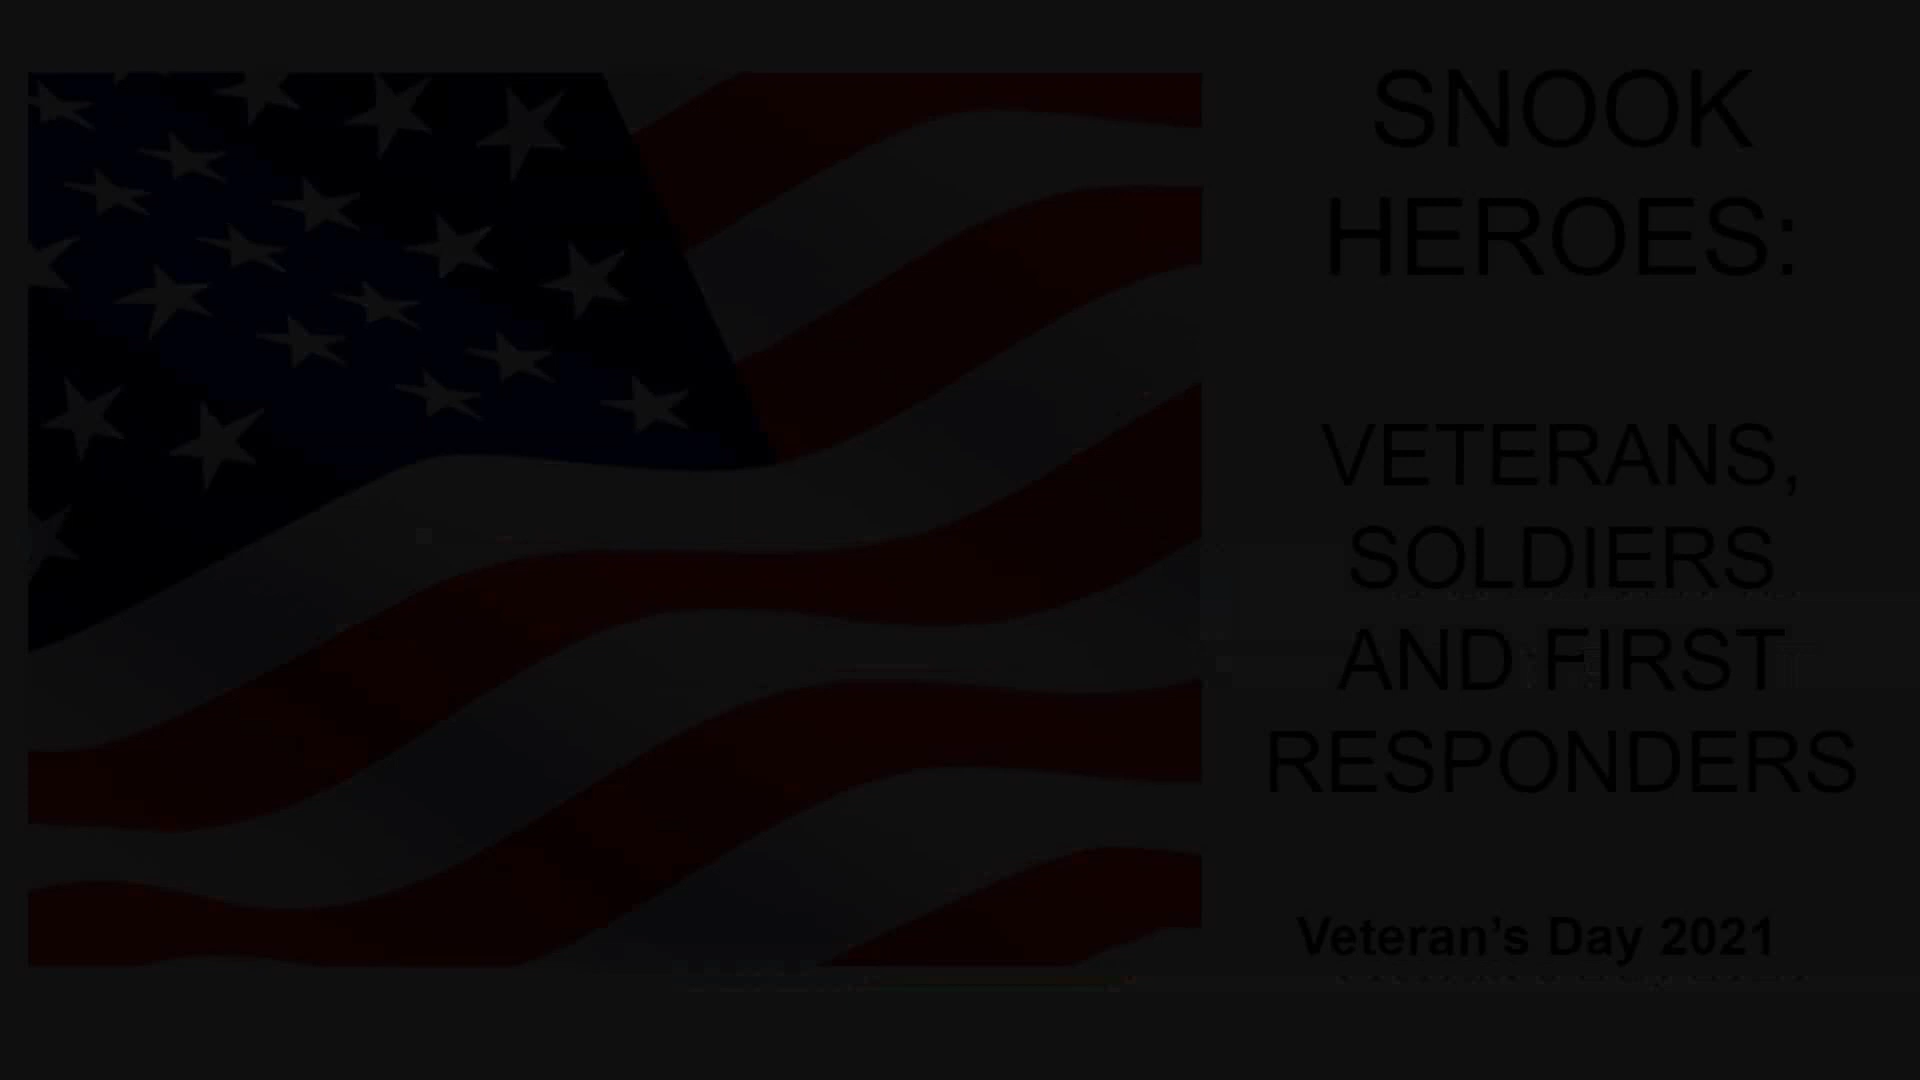 SNOOK
HEROES:
VETERANS,
SOLDIERS
AND FIRST
RESPONDERS
Veteran’s Day 2021